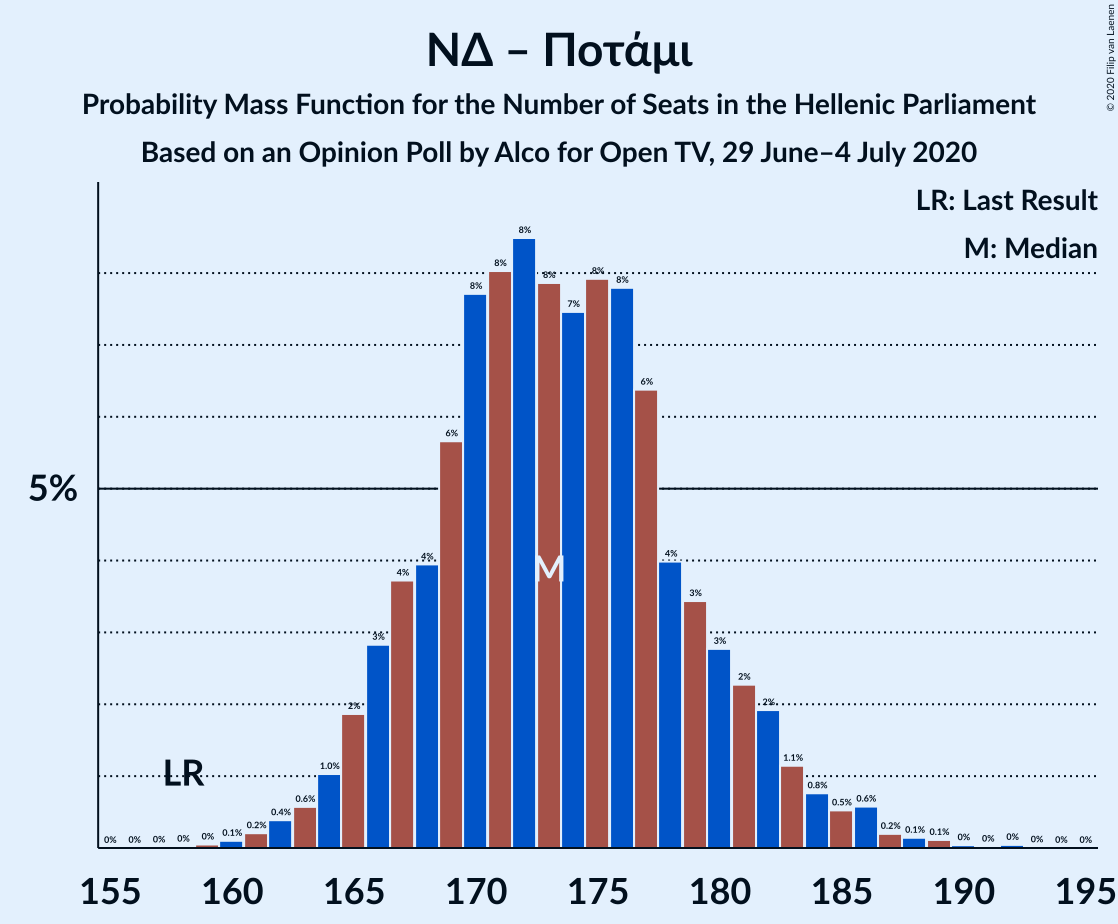 © 2020 Filip van Laenen
ΝΔ – Ποτάμι
Probability Mass Function for the Number of Seats in the Hellenic Parliament
Based on an Opinion Poll by Alco for Open TV, 29 June–4 July 2020
LR: Last Result
M: Median
5%
LR
M
0% 0% 0% 0% 0% 0.1% 0.2% 0.4% 0.6% 1.0% 2% 3% 4% 4% 6% 8% 8% 8% 8% 7% 8% 8% 6% 4% 3% 3% 2% 2% 1.1% 0.8% 0.5% 0.6% 0.2% 0.1% 0.1% 0% 0% 0% 0% 0% 0%
155 160 165 170 175 180 185 190 195